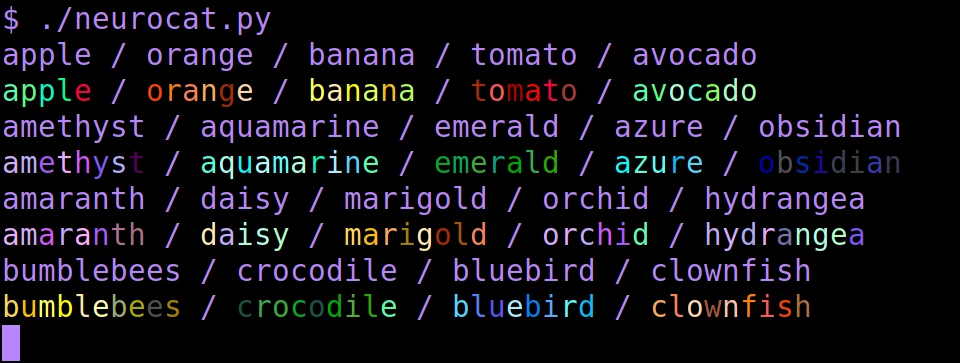 $ ./neurocat.py
apple / orange / banana / tomato / avocado
apple / orange / banana / tomato / avocado
amethyst / aquamarine / emerald / azure / obsidian
amethyst / aquamarine / emerald / azure / obsidian
amaranth / daisy / marigold / orchid / hydrangea
amaranth / daisy / marigold / orchid / hydrangea
bumblebees / crocodile / bluebird / clownfish
bumblebees / crocodile / bluebird / clownfish